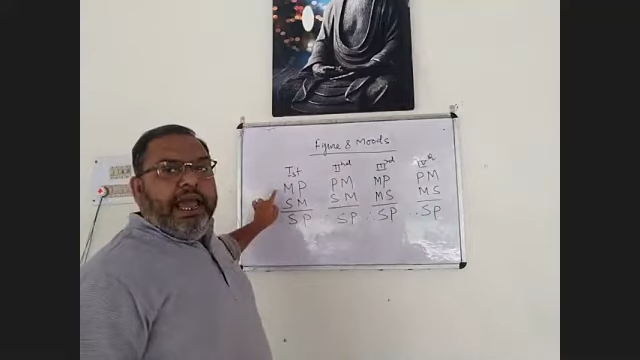 Figure & Moods
Ist IInd IIIrd IVth
MP PM MP PM
SM SM MS MS
SP ∴ SP ∴ SP ∴ SP